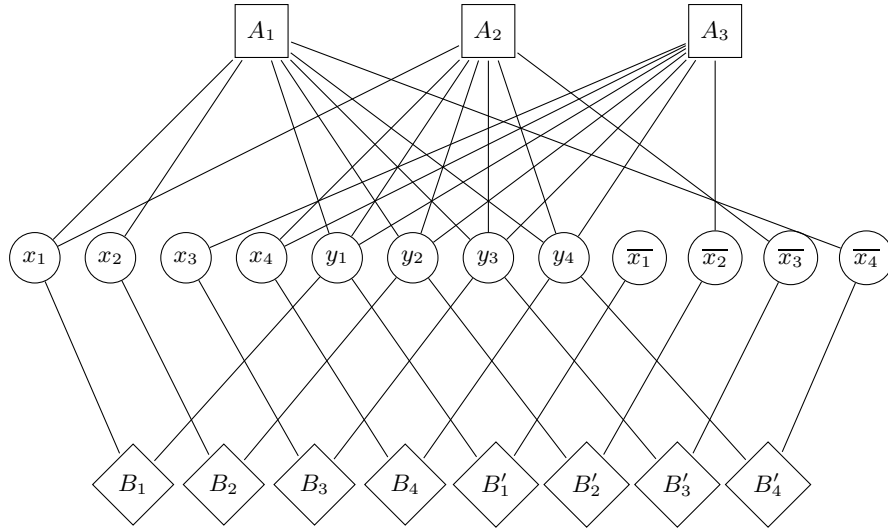 A₁ A₂ A₃
x₁ x₂ x₃ x₄ y₁ y₂ y₃ y₄ x̅₁ x̅₂ x̅₃ x̅₄
B₁ B₂ B₃ B₄ B′₁ B′₂ B′₃ B′₄